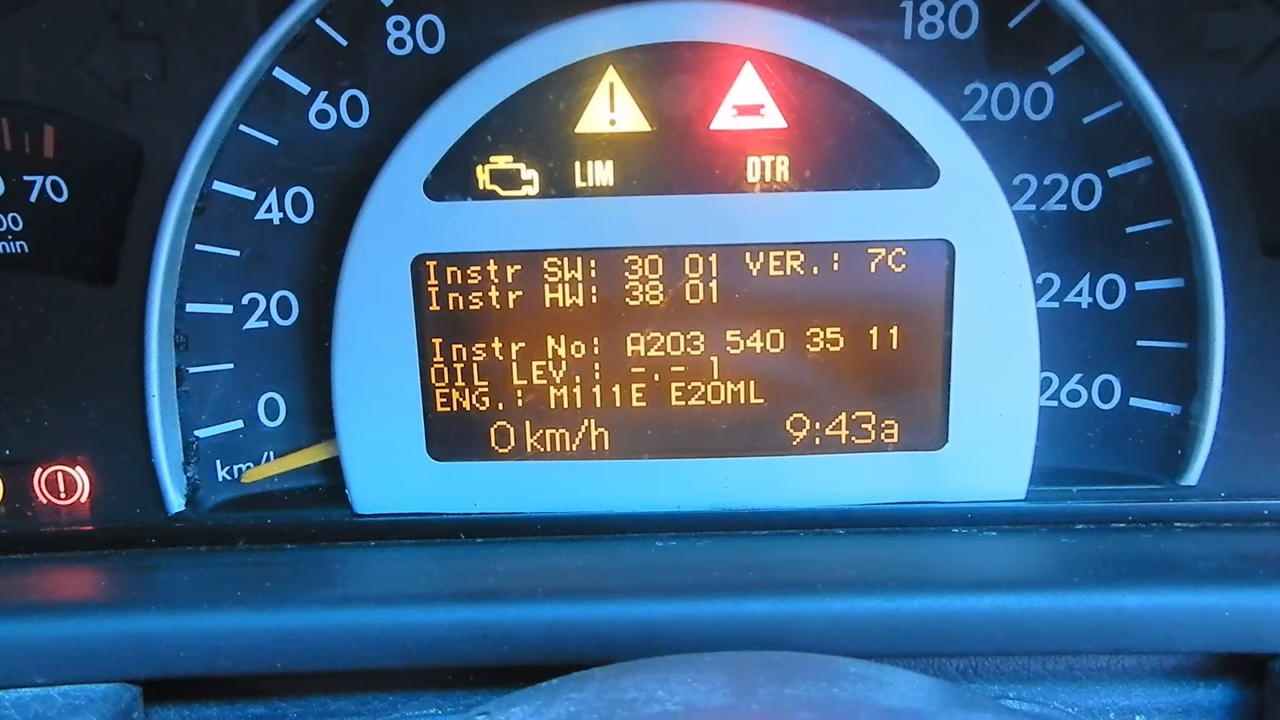 80
180
60
200
70
LIM
DTR
40
220
00
min
Instr SW: 30 01 VER.: 7C
Instr HW: 38 01
20
240
Instr No: A203 540 35 11
OIL LEV.: -.- l
ENG.: M111E E20ML
0
260
0 km/h
9:43a